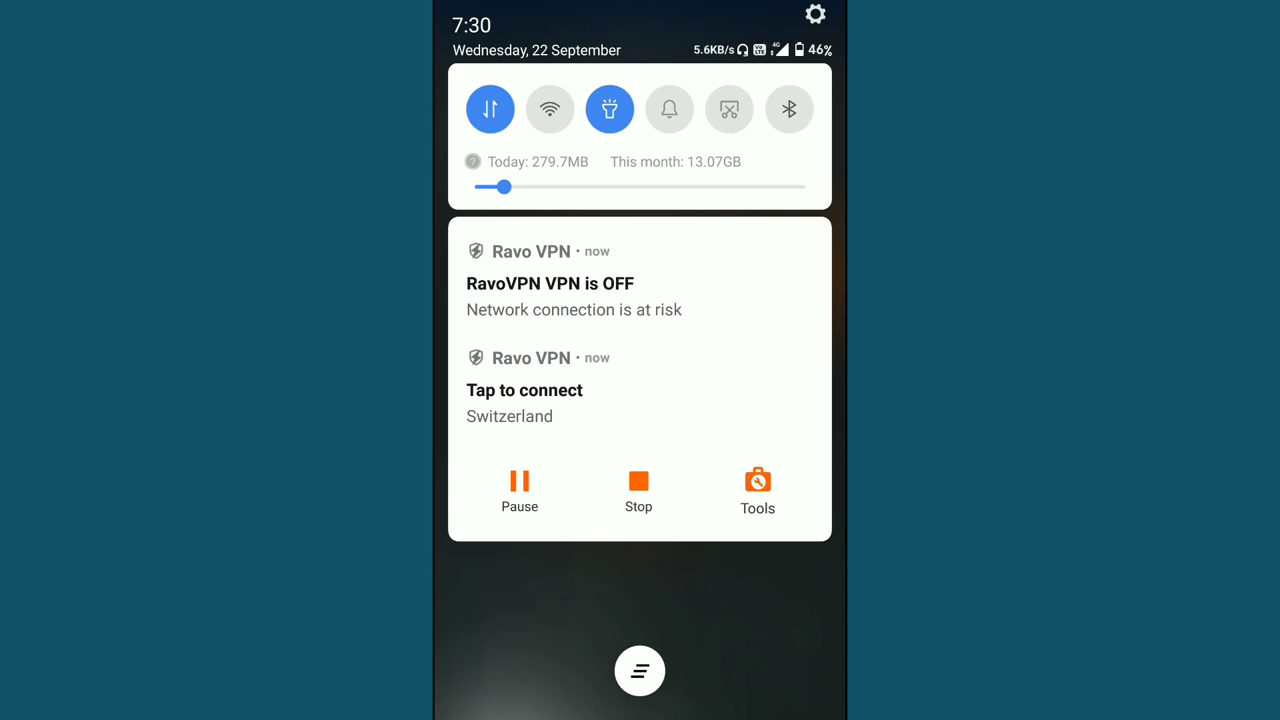 7:30
Wednesday, 22 September 5.6KB/s 4G 46%
Today: 279.7MB This month: 13.07GB
Ravo VPN · now
RavoVPN VPN is OFF
Network connection is at risk
Ravo VPN · now
Tap to connect
Switzerland
Pause Stop Tools